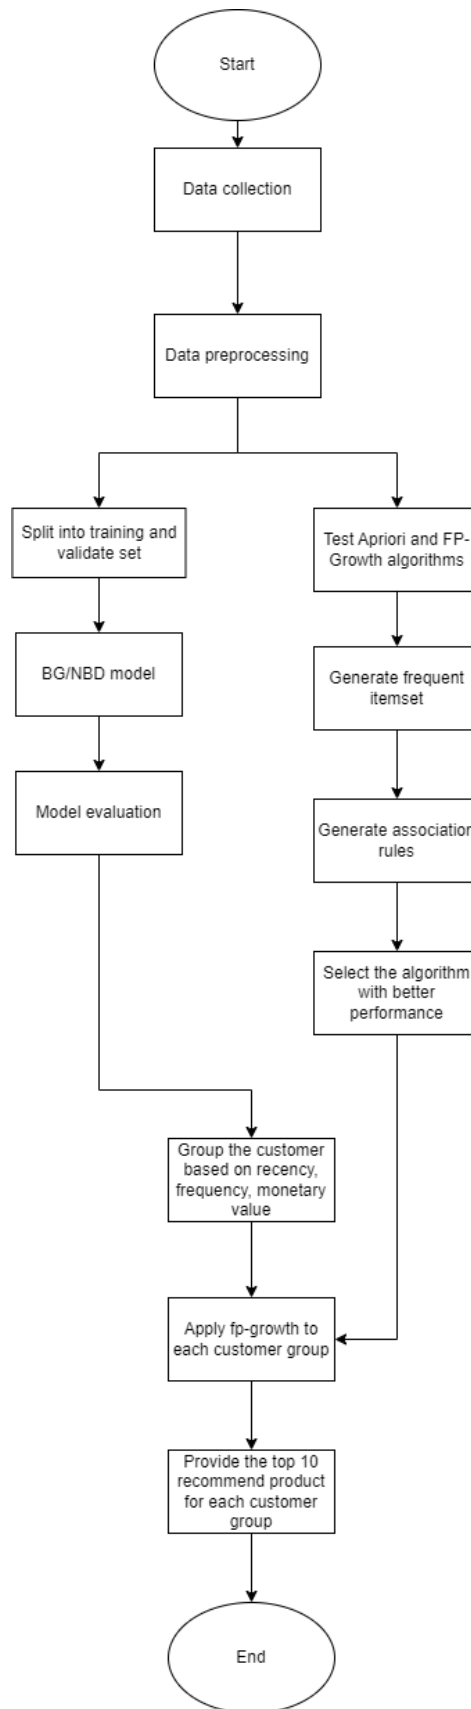 Start
Data collection
Data preprocessing
Split into training and
validate set
BG/NBD model
Model evaluation
Test Apriori and FP-
Growth algorithms
Generate frequent
itemset
Generate association
rules
Select the algorithm
with better
performance
Group the customer
based on recency,
frequency, monetary
value
Apply fp-growth to
each customer group
Provide the top 10
recommend product
for each customer
group
End